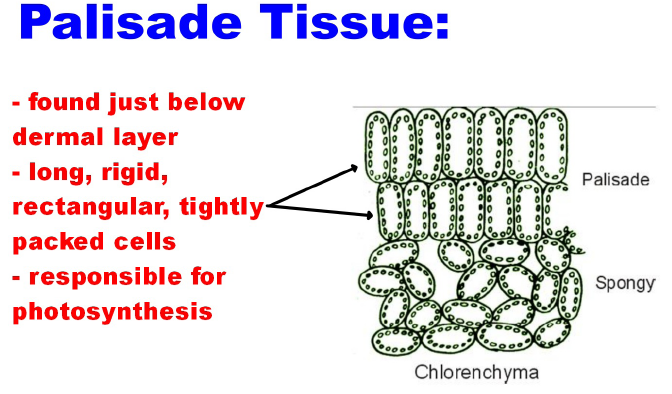 Palisade Tissue:
- found just below
dermal layer
- long, rigid,
rectangular, tightly
packed cells
- responsible for
photosynthesis
Palisade
Spongy
Chlorenchyma